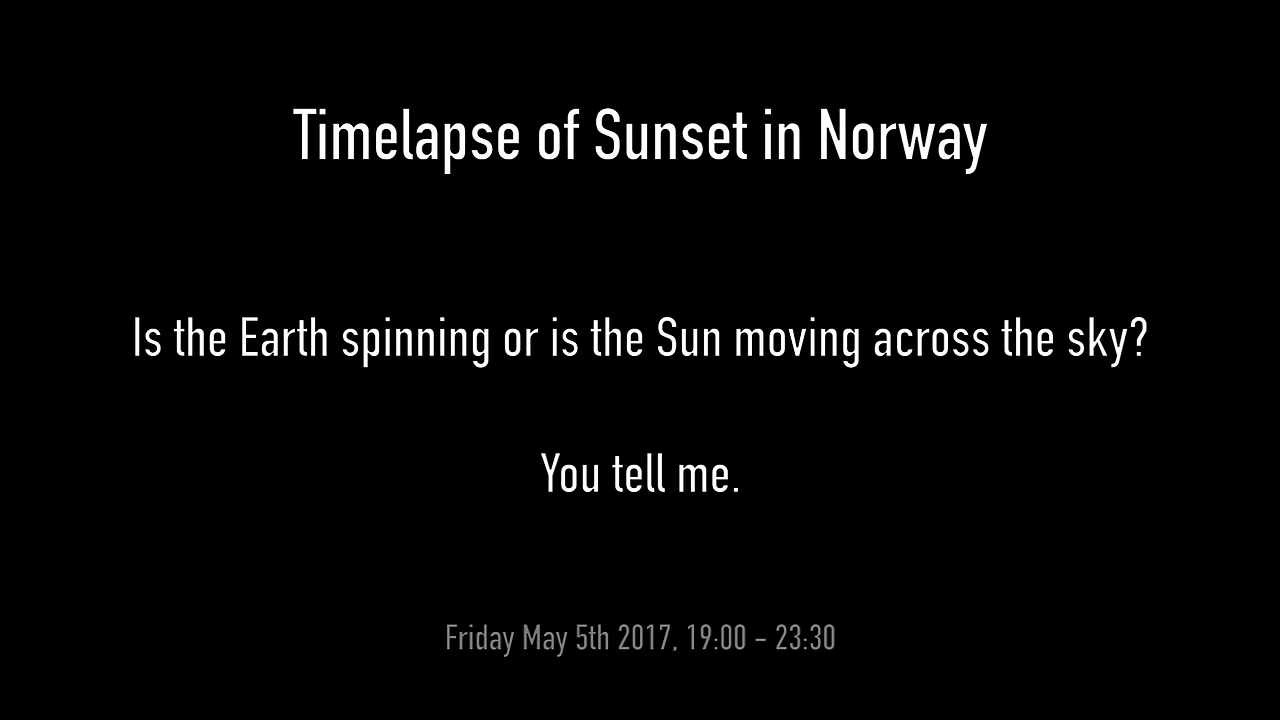 Timelapse of Sunset in Norway
Is the Earth spinning or is the Sun moving across the sky?
You tell me.
Friday May 5th 2017, 19:00 – 23:30